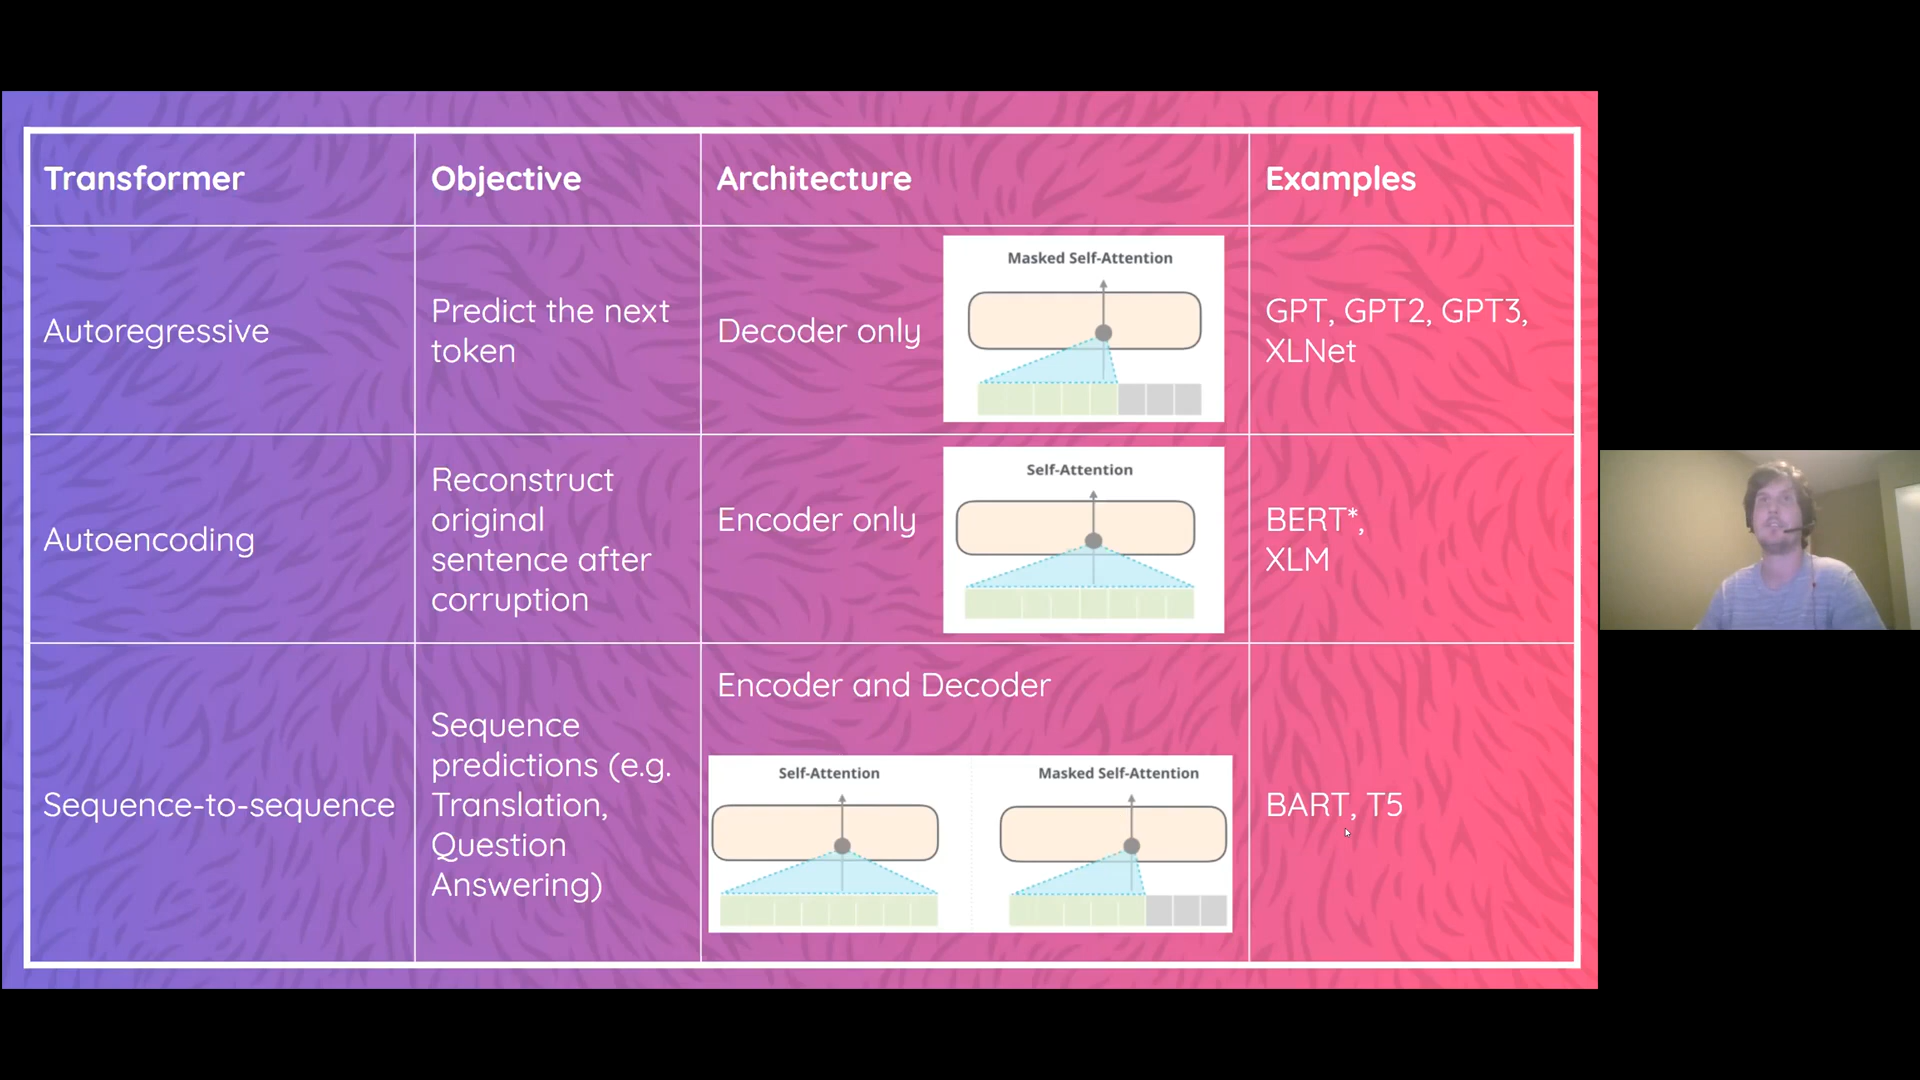 Transformer
Objective
Architecture
Examples
Autoregressive
Predict the next
token
Decoder only
Masked Self-Attention
GPT, GPT2, GPT3,
XLNet
Autoencoding
Reconstruct
original
sentence after
corruption
Encoder only
Self-Attention
BERT*,
XLM
Sequence-to-sequence
Sequence
predictions (e.g.
Translation,
Question
Answering)
Encoder and Decoder
Self-Attention
Masked Self-Attention
BART, T5